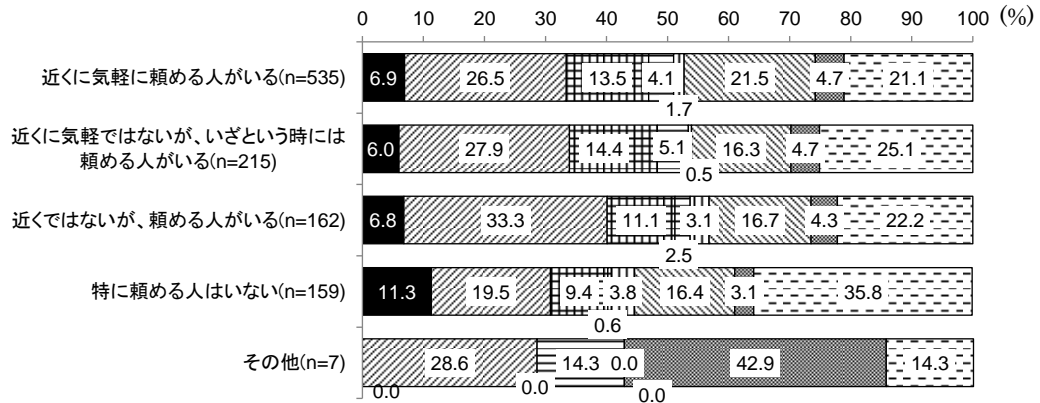 0 10 20 30 40 50 60 70 80 90 100 (%)
近くに気軽に頼める人がいる(n=535)
6.9 26.5 13.5 4.1 21.5 4.7 21.1
1.7
近くに気軽ではないが、いざという時には
頼める人がいる(n=215)
6.0 27.9 14.4 5.1 16.3 4.7 25.1
0.5
近くではないが、頼める人がいる(n=162)
6.8 33.3 11.1 3.1 16.7 4.3 22.2
2.5
特に頼める人はいない(n=159)
11.3 19.5 9.4 3.8 16.4 3.1 35.8
0.6
その他(n=7)
28.6 14.3 0.0 42.9 14.3
0.0 0.0 0.0